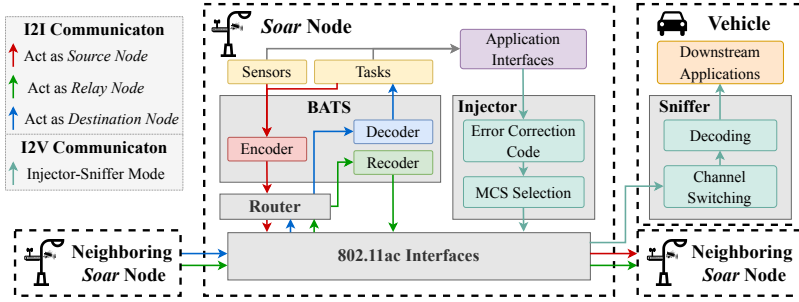 I2I Communicaton
Act as Source Node
Act as Relay Node
Act as Destination Node
I2V Communicaton
Injector-Sniffer Mode
Soar Node
Sensors
Tasks
Application
Interfaces
BATS
Encoder
Decoder
Recoder
Router
Injector
Error Correction
Code
MCS Selection
802.11ac Interfaces
Vehicle
Downstream
Applications
Sniffer
Decoding
Channel
Switching
Neighboring
Soar Node
Neighboring
Soar Node